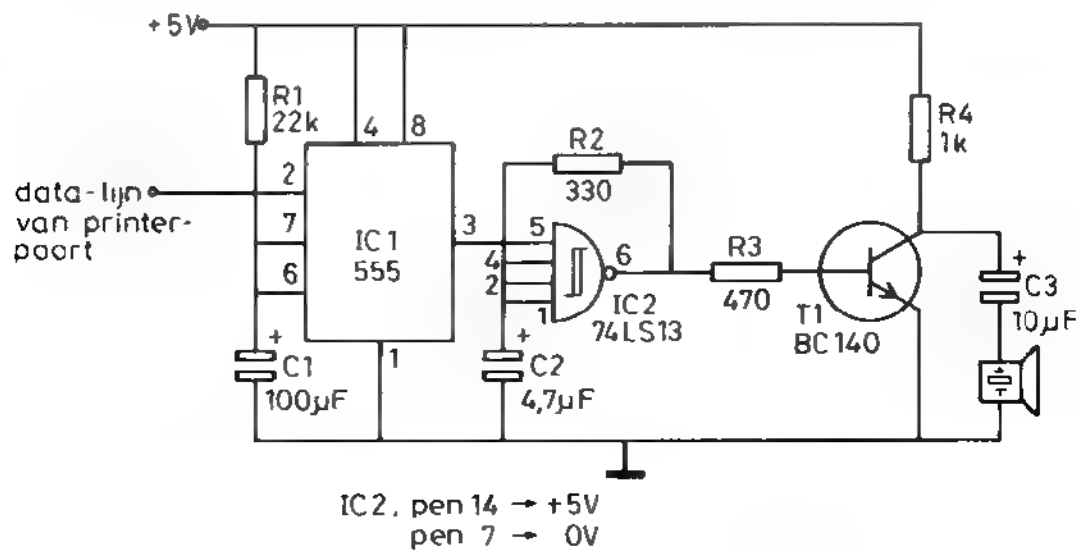 +5V
R1
22k
4
8
R2
330
R4
1k
data-lijn
van printer-
poort
2
7
6
IC1
555
3
5
4
2
1
6
IC2
74LS13
R3
470
T1
BC140
+
C3
10µF
1
+
C1
100µF
+
C2
4,7µF
IC2, pen 14 → +5V
pen 7 → 0V